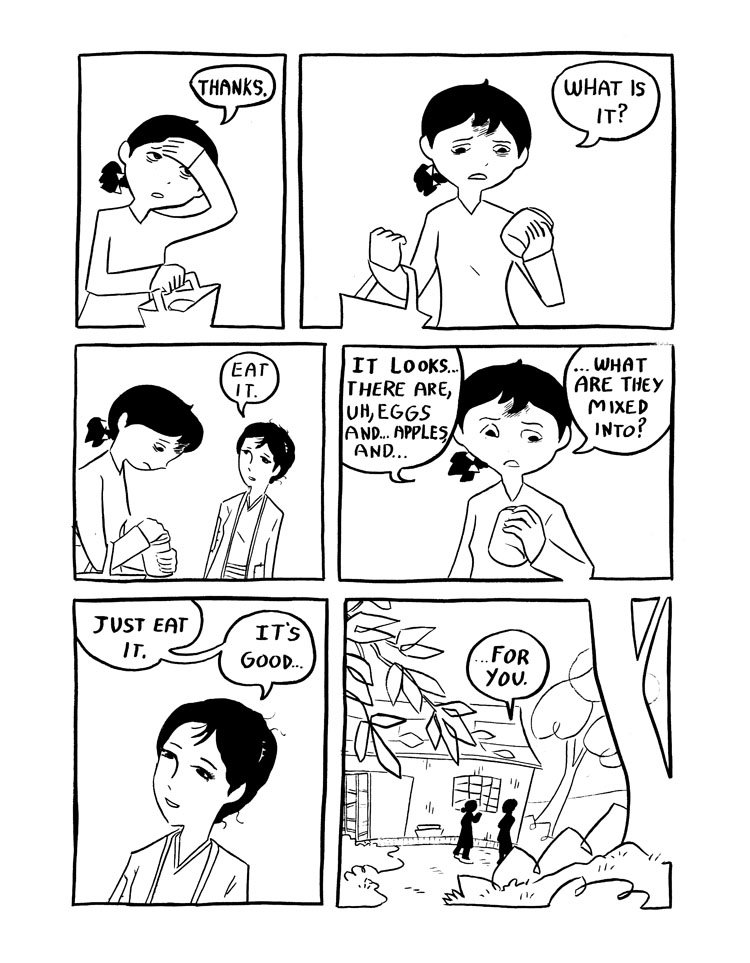 THANKS.
WHAT IS
IT?
EAT
IT.
IT LOOKS...
THERE ARE,
UH, EGGS
AND... APPLES,
AND...
...WHAT
ARE THEY
MIXED
INTO?
JUST EAT
IT.
IT'S
GOOD...
...FOR
YOU.